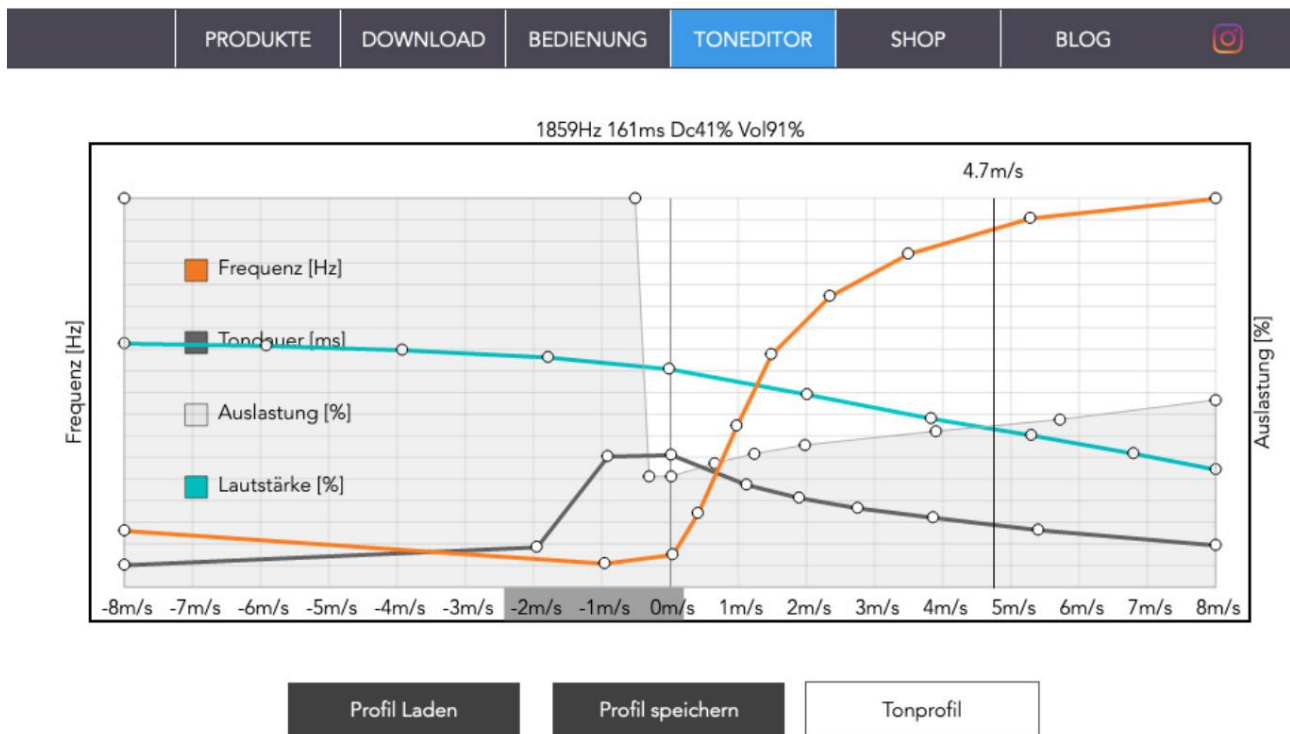 PRODUKTE DOWNLOAD BEDIENUNG TONEDITOR SHOP BLOG
1859Hz 161ms Dc41% Vol91%
4.7m/s
Frequenz [Hz]
Frequenz [Hz]
Tondauer [ms]
Auslastung [%]
Lautstärke [%]
Auslastung [%]
-8m/s -7m/s -6m/s -5m/s -4m/s -3m/s -2m/s -1m/s 0m/s 1m/s 2m/s 3m/s 4m/s 5m/s 6m/s 7m/s 8m/s
Profil Laden Profil speichern Tonprofil